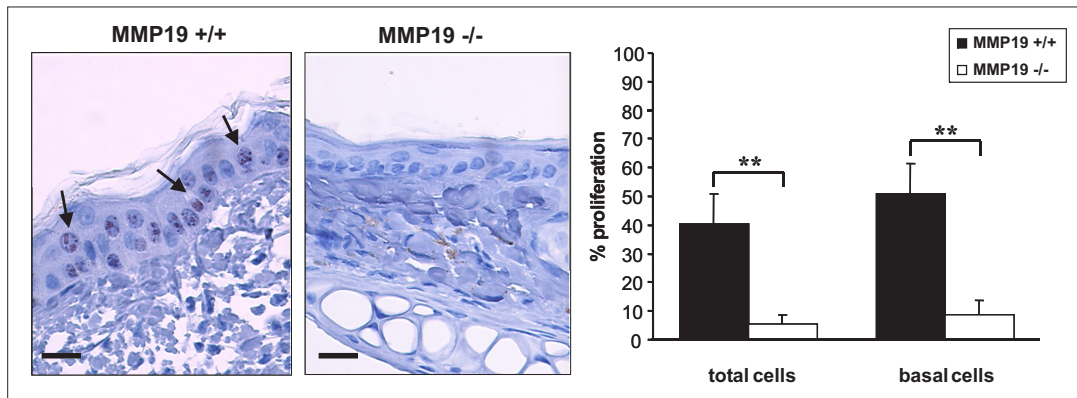 MMP19 +/+
MMP19 -/-
MMP19 +/+
MMP19 –/–
% proliferation
100
90
80
70
60
50
40
30
20
10
0
**
**
total cells
basal cells